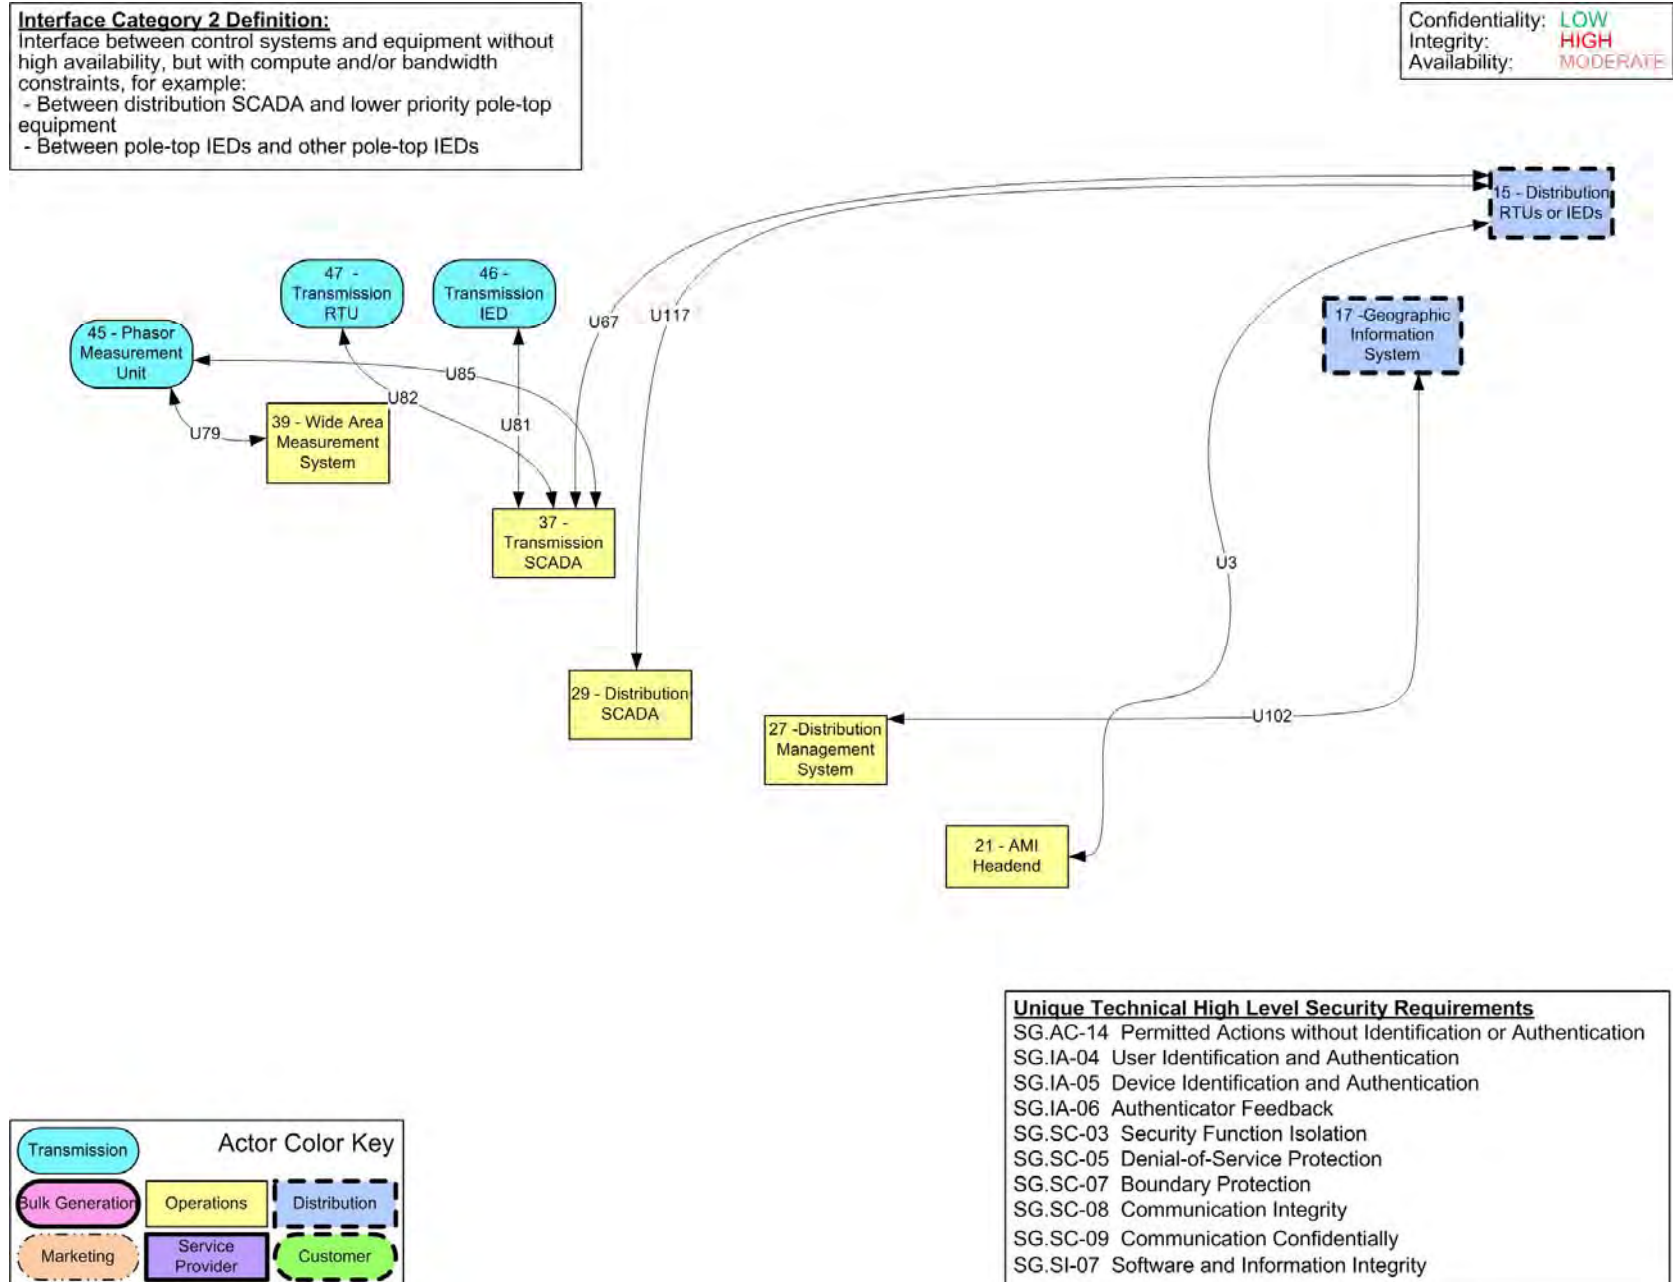 Interface Category 2 Definition:
Interface between control systems and equipment without
high availability, but with compute and/or bandwidth
constraints, for example:
- Between distribution SCADA and lower priority pole-top
equipment
- Between pole-top IEDs and other pole-top IEDs
Confidentiality: LOW
Integrity: HIGH
Availability: MODERATE
15 - Distribution
RTUs or IEDs
47 -
Transmission
RTU
46 -
Transmission
IED
17 -Geographic
Information
System
45 - Phasor
Measurement
Unit
U67
U117
U85
U82
U81
U79
39 - Wide Area
Measurement
System
37 -
Transmission
SCADA
U3
29 - Distribution
SCADA
27 -Distribution
Management
System
U102
21 - AMI
Headend
Unique Technical High Level Security Requirements
SG.AC-14 Permitted Actions without Identification or Authentication
SG.IA-04 User Identification and Authentication
SG.IA-05 Device Identification and Authentication
SG.IA-06 Authenticator Feedback
SG.SC-03 Security Function Isolation
SG.SC-05 Denial-of-Service Protection
SG.SC-07 Boundary Protection
SG.SC-08 Communication Integrity
SG.SC-09 Communication Confidentially
SG.SI-07 Software and Information Integrity
Actor Color Key
Transmission
Bulk Generation
Operations
Distribution
Marketing
Service
Provider
Customer